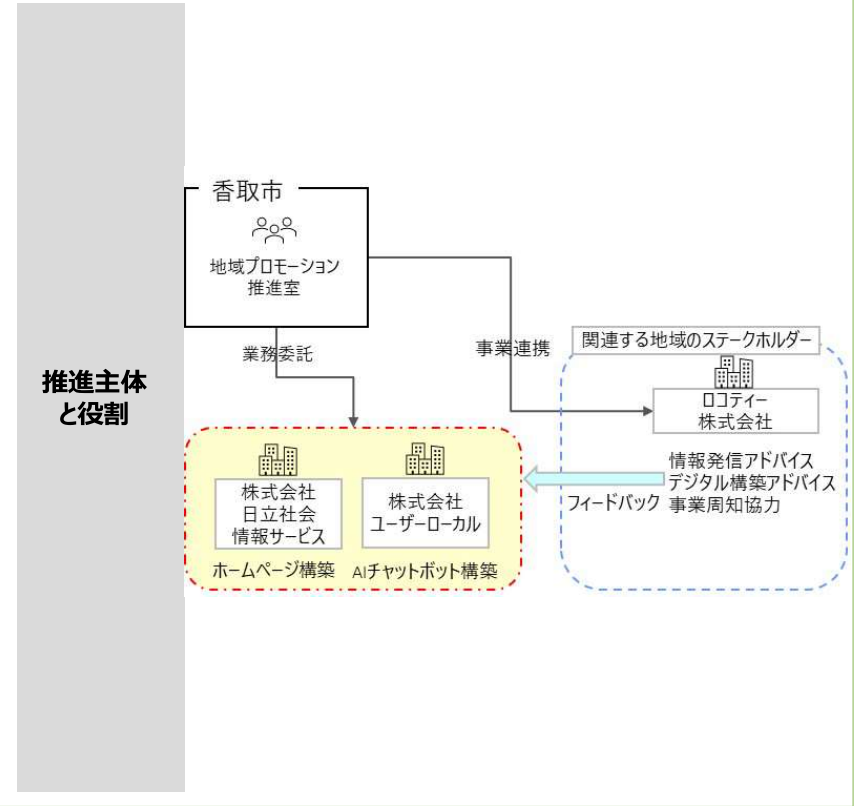 推進主体
と役割
香取市
地域プロモーション
推進室
業務委託
事業連携
関連する地域のステークホルダー
ロコティー
株式会社
情報発信アドバイス
デジタル構築アドバイス
事業周知協力
フィードバック
株式会社
日立社会
情報サービス
ホームページ構築
株式会社
ユーザーローカル
AIチャットボット構築